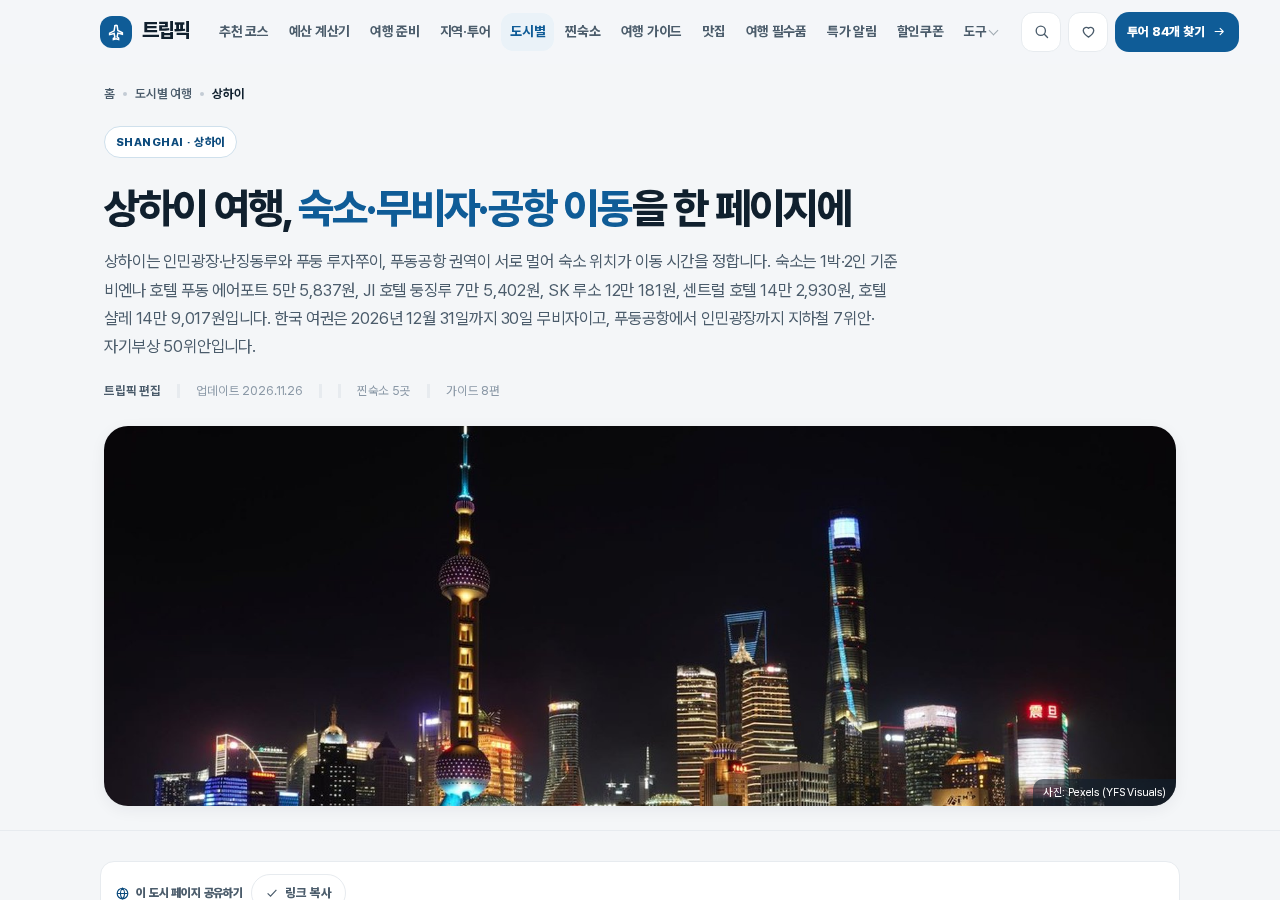 트립픽
추천 코스
예산 계산기
여행 준비
지역·투어
도시별
찐숙소
여행 가이드
맛집
여행 필수품
특가 알림
할인쿠폰
도구
투어 84개 찾기 →
홈 • 도시별 여행 • 상하이
SHANGHAI · 상하이
상하이 여행, 숙소·무비자·공항 이동을 한 페이지에
상하이는 인민광장·난징동루와 푸둥 루자쭈이, 푸동공항 권역이 서로 멀어 숙소 위치가 이동 시간을 정합니다. 숙소는 1박·2인 기준
비엔나 호텔 푸동 에어포트 5만 5,837원, JI 호텔 둥징루 7만 5,402원, SK 루소 12만 181원, 센트럴 호텔 14만 2,930원, 호텔
샬레 14만 9,017원입니다. 한국 여권은 2026년 12월 31일까지 30일 무비자이고, 푸둥공항에서 인민광장까지 지하철 7위안·
자기부상 50위안입니다.
트립픽 편집
업데이트 2026.11.26
찐숙소 5곳
가이드 8편
震旦
사진: Pexels (YFS Visuals)
이 도시 페이지 공유하기
링크 복사